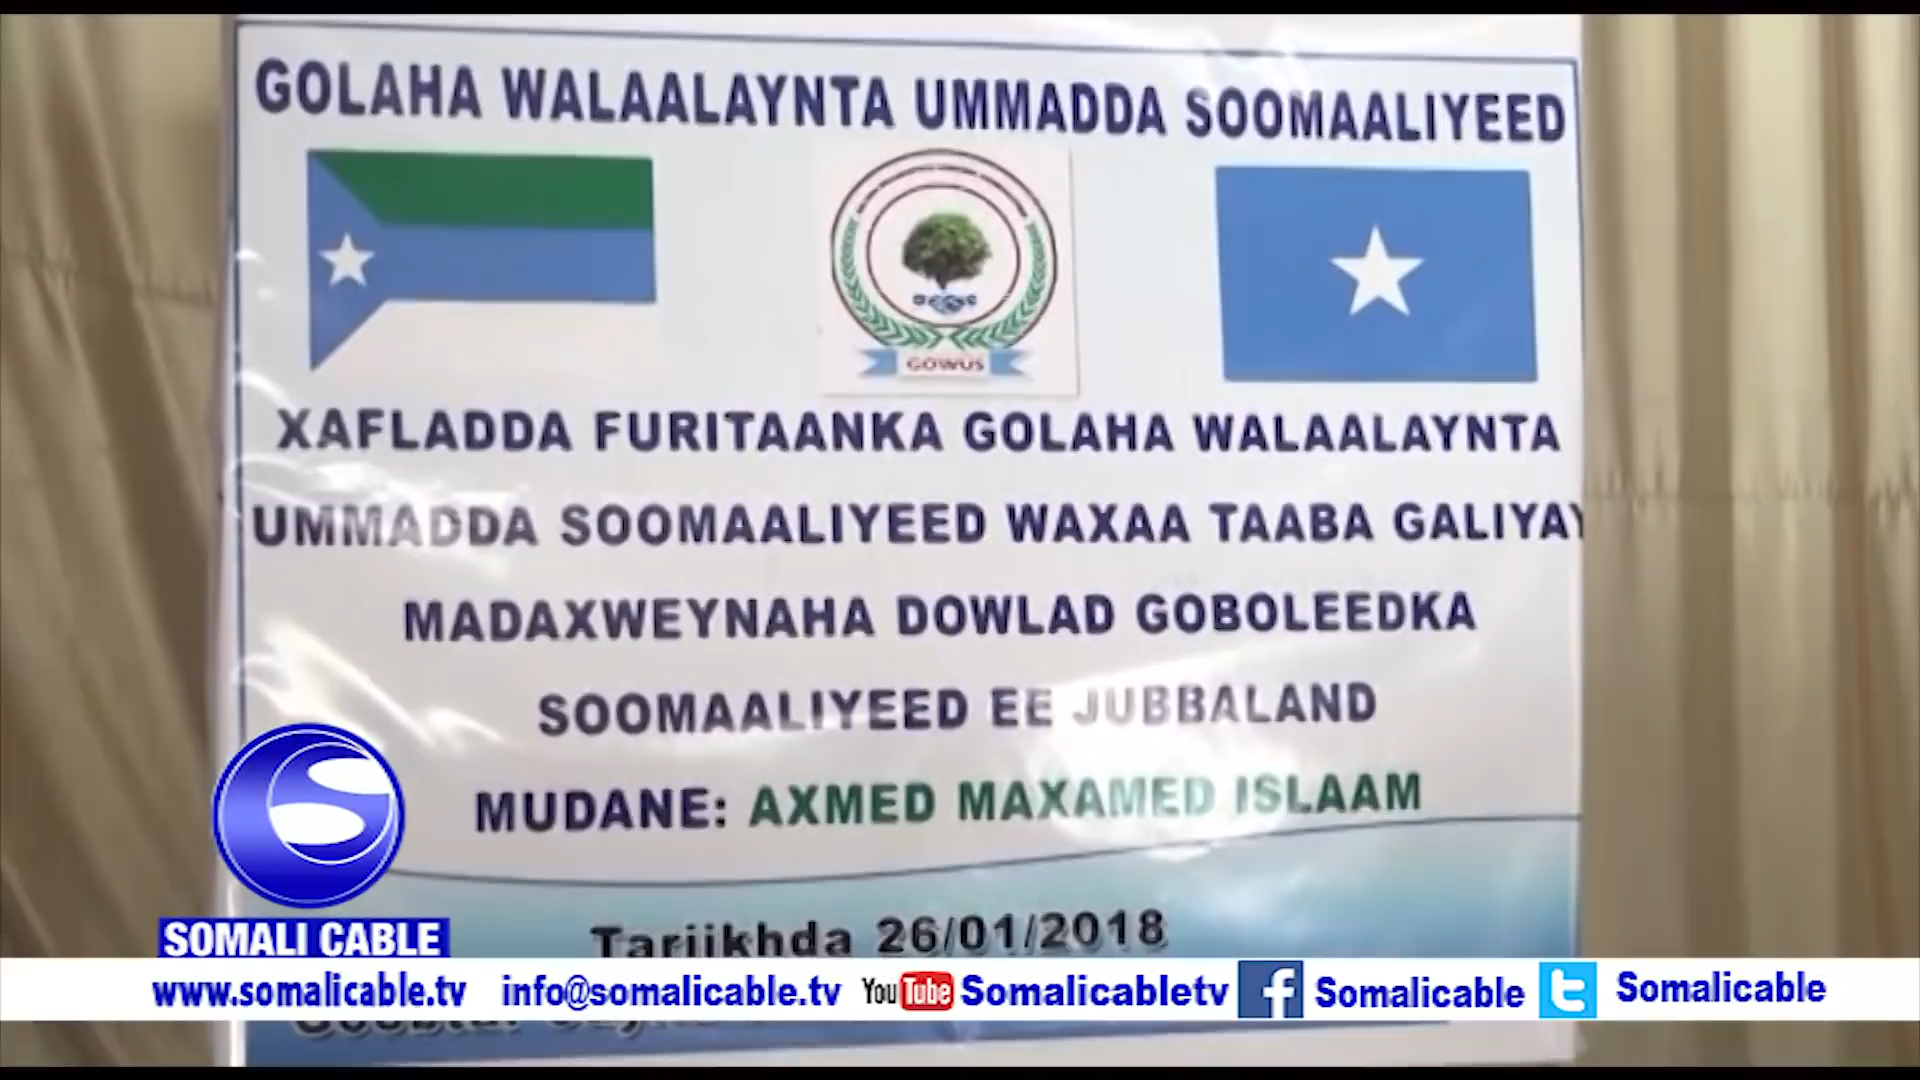 GOLAHA WALAALAYNTA UMMADDA SOOMAALIYEED
GOWUS
XAFLADDA FURITAANKA GOLAHA WALAALAYNTA
UMMADDA SOOMAALIYEED WAXAA TAABA GALIYAY
MADAXWEYNAHA DOWLAD GOBOLEEDKA
SOOMAALIYEED EE JUBBALAND
MUDANE: AXMED MAXAMED ISLAAM
Tariikhda 26/01/2018
SOMALI CABLE
www.somalicable.tv info@somalicable.tv YouTube Somalicabletv Somalicable Somalicable